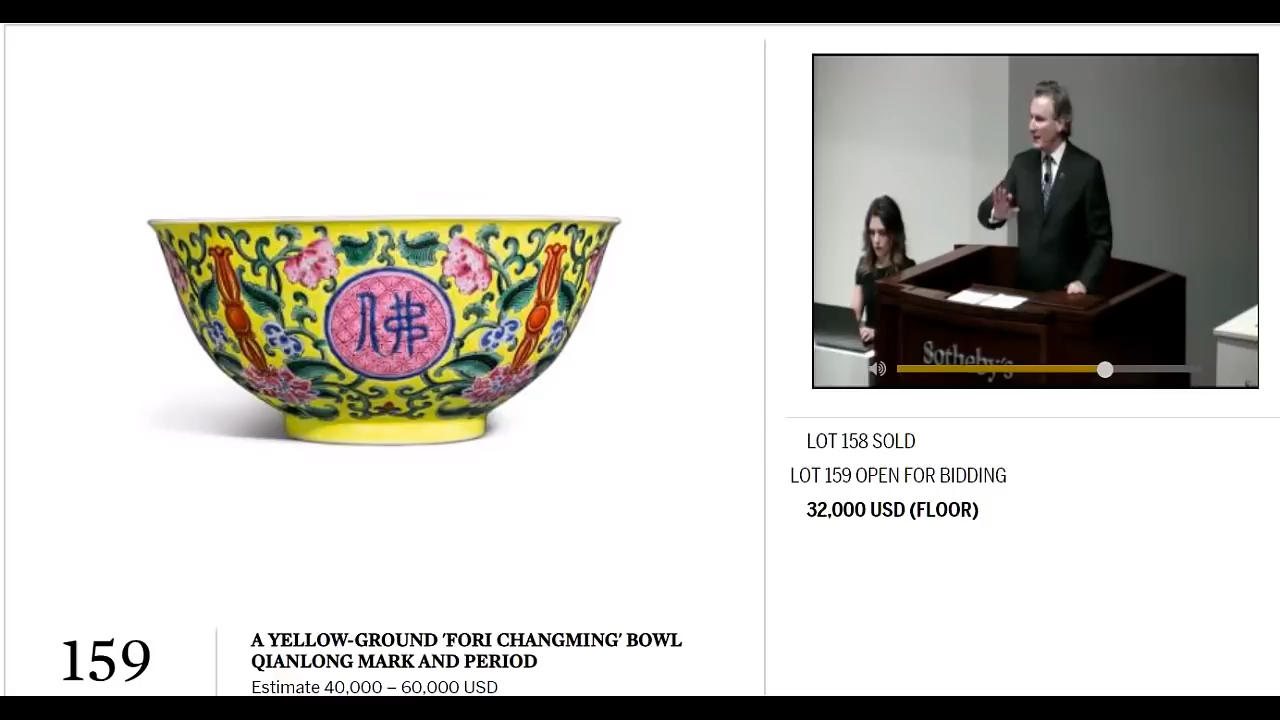 佛
Sotheby's
LOT 158 SOLD
LOT 159 OPEN FOR BIDDING
32,000 USD (FLOOR)
159
A YELLOW-GROUND 'FORI CHANGMING' BOWL
QIANLONG MARK AND PERIOD
Estimate 40,000 – 60,000 USD